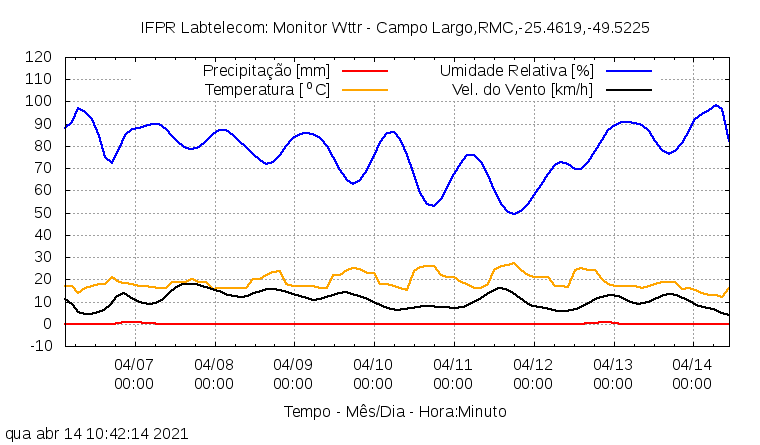 IFPR Labtelecom: Monitor Wttr - Campo Largo,RMC,-25.4619,-49.5225
Precipitação [mm]
Umidade Relativa [%]
Temperatura [⁰C]
Vel. do Vento [km/h]
120
110
100
90
80
70
60
50
40
30
20
10
0
-10
04/07 04/08 04/09 04/10 04/11 04/12 04/13 04/14
00:00 00:00 00:00 00:00 00:00 00:00 00:00 00:00
Tempo - Mês/Dia - Hora:Minuto
qua abr 14 10:42:14 2021